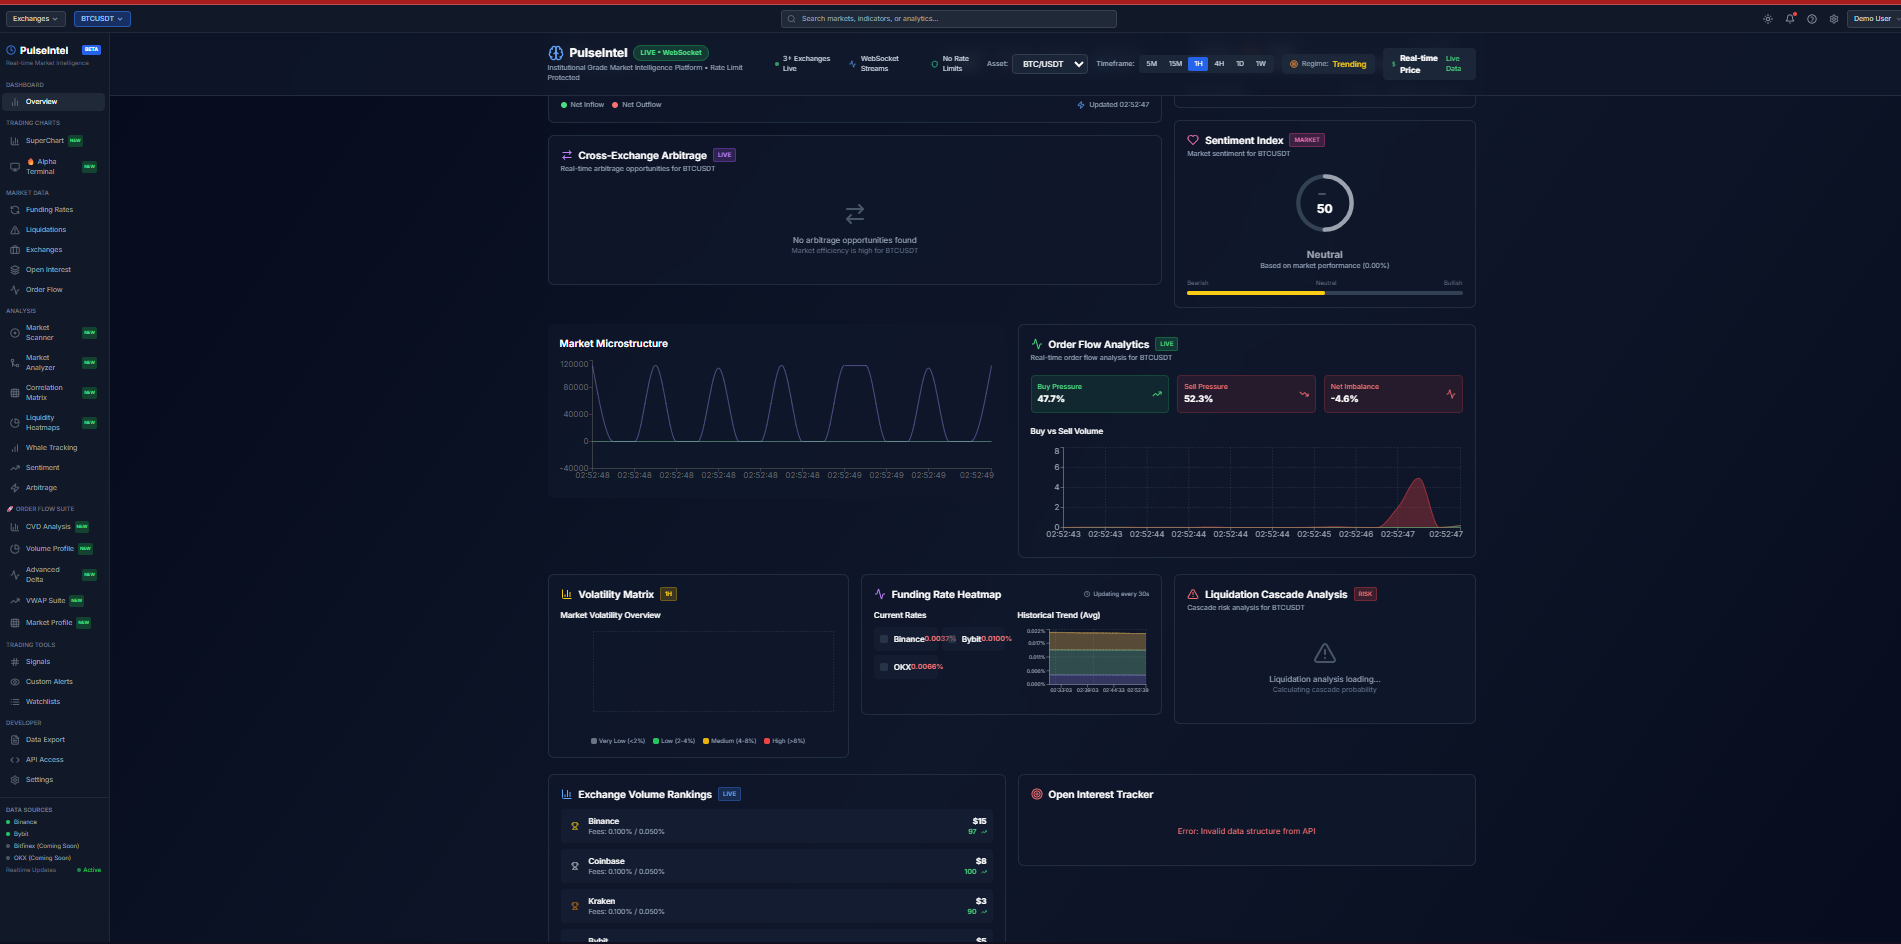 Exchanges
BTCUSDT
Search markets, indicators, or analytics...
Demo User
PulseIntel BETA
Real-time Market Intelligence
DASHBOARD
Overview
TRADING CHARTS
SuperChart NEW
🔥 Alpha
Terminal
NEW
MARKET DATA
Funding Rates
Liquidations
Exchanges
Open Interest
Order Flow
ANALYSIS
Market
Scanner
NEW
Market
Analyzer
NEW
Correlation
Matrix
NEW
Liquidity
Heatmaps
NEW
Whale Tracking
Sentiment
Arbitrage
🚀 ORDER FLOW SUITE
CVD Analysis NEW
Volume Profile NEW
Advanced
Delta
NEW
VWAP Suite NEW
Market Profile NEW
TRADING TOOLS
Signals
Custom Alerts
Watchlists
DEVELOPER
Data Export
API Access
Settings
DATA SOURCES
Binance
Bybit
Bitfinex (Coming Soon)
OKX (Coming Soon)
Realtime Updates Active
PulseIntel LIVE • WebSocket
Institutional Grade Market Intelligence Platform • Rate Limit
Protected
3+ Exchanges
Live
WebSocket
Streams
No Rate
Limits
Asset: BTC/USDT
Timeframe: 5M 15M 1H 4H 1D 1W
Regime: Trending
$ Real-time
Price
Live
Data
Net Inflow Net Outflow Updated 02:52:47
Cross-Exchange Arbitrage LIVE
Real-time arbitrage opportunities for BTCUSDT
No arbitrage opportunities found
Market efficiency is high for BTCUSDT
Sentiment Index MARKET
Market sentiment for BTCUSDT
50
Neutral
Based on market performance (0.00%)
Bearish Neutral Bullish
Market Microstructure
120000
80000
40000
0
-40000
02:52:48 02:52:48 02:52:48 02:52:48 02:52:48 02:52:48 02:52:49 02:52:49 02:52:49 02:52:49
Order Flow Analytics LIVE
Real-time order flow analysis for BTCUSDT
Buy Pressure
47.7%
Sell Pressure
52.3%
Net Imbalance
-4.6%
Buy vs Sell Volume
8
6
4
2
0
02:52:43 02:52:43 02:52:44 02:52:44 02:52:44 02:52:44 02:52:45 02:52:46 02:52:47 02:52:47
Volatility Matrix 1H
Market Volatility Overview
Very Low (<2%) Low (2-4%) Medium (4-8%) High (>8%)
Funding Rate Heatmap Updating every 30s
Current Rates
Binance 0.0037%
Bybit 0.0100%
OKX 0.0066%
Historical Trend (Avg)
0.022%
0.017%
0.011%
0.006%
0.000%
Liquidation Cascade Analysis RISK
Cascade risk analysis for BTCUSDT
Liquidation analysis loading...
Calculating cascade probability
Exchange Volume Rankings LIVE
Binance $15
Fees: 0.100% / 0.050% 97
Coinbase $8
Fees: 0.100% / 0.050% 100
Kraken $3
Fees: 0.100% / 0.050% 90
Bybit $5
Open Interest Tracker
Error: Invalid data structure from API